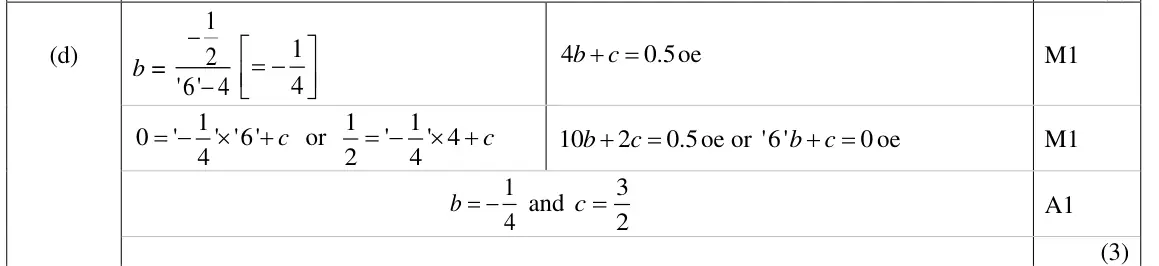 (d) b = (-1/2)/('6'-4) [= -1/4] 4b + c = 0.5 oe M1
0 = '-1/4'×'6'+c or 1/2 = '-1/4'×4+c 10b + 2c = 0.5 oe or '6'b + c = 0 oe M1
b = -1/4 and c = 3/2 A1
(3)